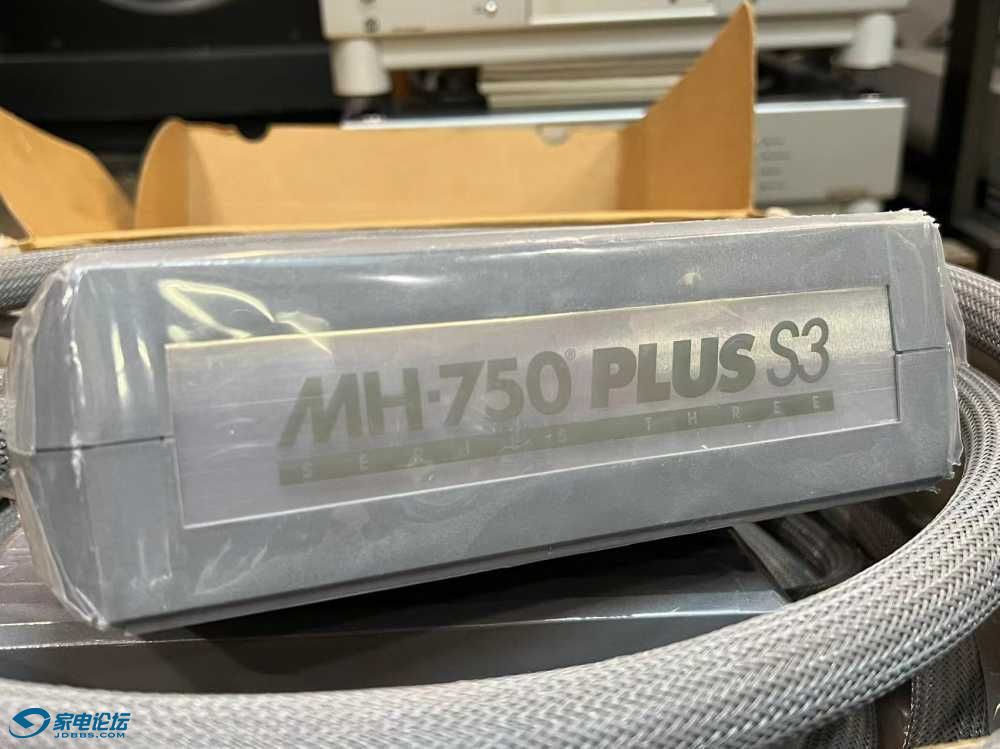 MH-750® PLUS S3
SERIES THREE
家电论坛
JDBBS.COM